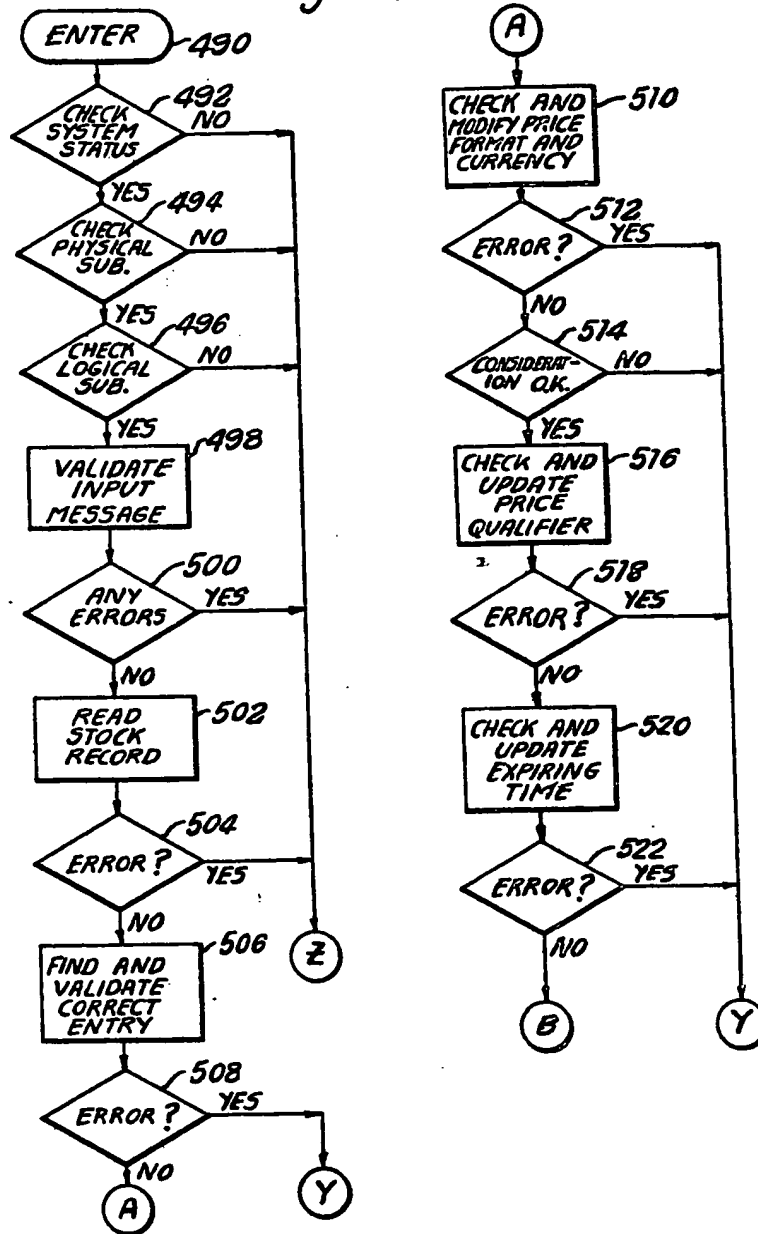 ENTER
490
492
CHECK
SYSTEM
STATUS
NO
YES
494
CHECK
PHYSICAL
SUB.
NO
YES
496
CHECK
LOGICAL
SUB.
NO
YES
498
VALIDATE
INPUT
MESSAGE
500
ANY
ERRORS
YES
NO
READ
STOCK
RECORD
502
504
ERROR?
YES
NO
Z
506
FIND AND
VALIDATE
CORRECT
ENTRY
508
ERROR?
YES
NO
A
Y
A
510
CHECK AND
MODIFY PRICE
FORMAT AND
CURRENCY
512
ERROR?
YES
NO
514
CONSIDERAT-
ION O.K.
NO
YES
CHECK AND
UPDATE
PRICE
QUALIFIER
516
518
ERROR?
YES
NO
CHECK AND
UPDATE
EXPIRING
TIME
520
522
ERROR?
YES
NO
B
Y